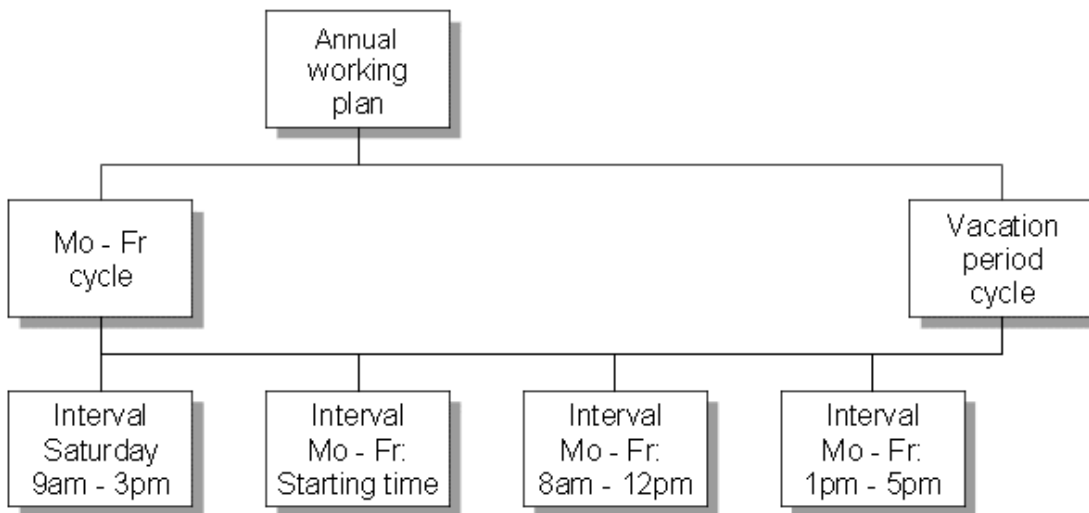 Annual
working
plan
Mo - Fr
cycle
Vacation
period
cycle
Interval
Saturday
9am - 3pm
Interval
Mo - Fr:
Starting time
Interval
Mo - Fr:
8am - 12pm
Interval
Mo - Fr:
1pm - 5pm